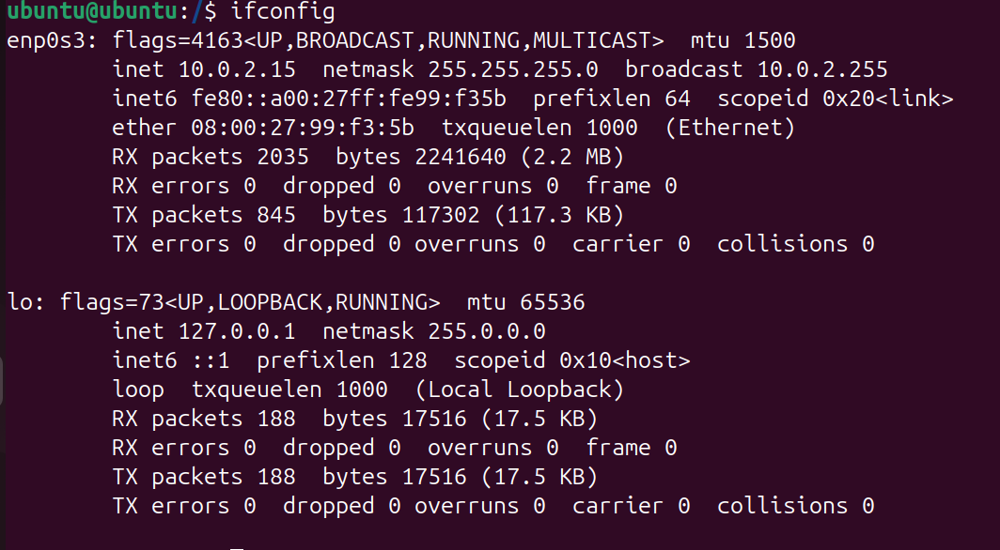 ubuntu@ubuntu:/$ ifconfig
enp0s3: flags=4163<UP,BROADCAST,RUNNING,MULTICAST>  mtu 1500
        inet 10.0.2.15  netmask 255.255.255.0  broadcast 10.0.2.255
        inet6 fe80::a00:27ff:fe99:f35b  prefixlen 64  scopeid 0x20<link>
        ether 08:00:27:99:f3:5b  txqueuelen 1000  (Ethernet)
        RX packets 2035  bytes 2241640 (2.2 MB)
        RX errors 0  dropped 0  overruns 0  frame 0
        TX packets 845  bytes 117302 (117.3 KB)
        TX errors 0  dropped 0 overruns 0  carrier 0  collisions 0

lo: flags=73<UP,LOOPBACK,RUNNING>  mtu 65536
        inet 127.0.0.1  netmask 255.0.0.0
        inet6 ::1  prefixlen 128  scopeid 0x10<host>
        loop  txqueuelen 1000  (Local Loopback)
        RX packets 188  bytes 17516 (17.5 KB)
        RX errors 0  dropped 0  overruns 0  frame 0
        TX packets 188  bytes 17516 (17.5 KB)
        TX errors 0  dropped 0 overruns 0  carrier 0  collisions 0